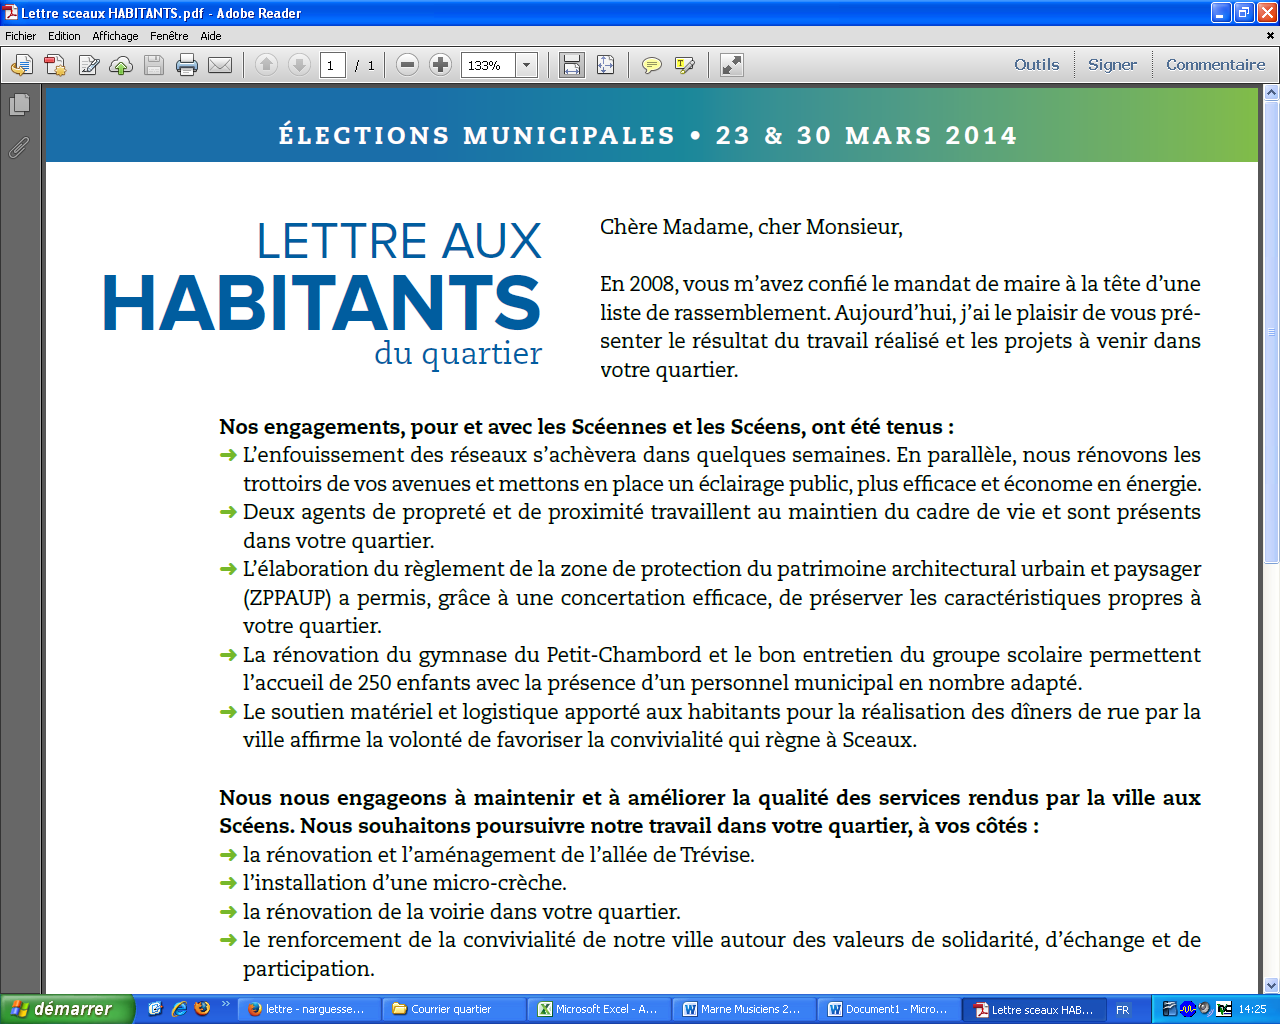 Lettre sceaux HABITANTS.pdf - Adobe Reader
Fichier Edition Affichage Fenêtre Aide
1 / 1 133% Outils Signer Commentaire
ÉLECTIONS MUNICIPALES • 23 & 30 MARS 2014
LETTRE AUX
HABITANTS
du quartier
Chère Madame, cher Monsieur,
En 2008, vous m’avez confié le mandat de maire à la tête d’une
liste de rassemblement. Aujourd’hui, j’ai le plaisir de vous pré-
senter le résultat du travail réalisé et les projets à venir dans
votre quartier.
Nos engagements, pour et avec les Scéennes et les Scéens, ont été tenus :
➜ L’enfouissement des réseaux s’achèvera dans quelques semaines. En parallèle, nous rénovons les
trottoirs de vos avenues et mettons en place un éclairage public, plus efficace et économe en énergie.
➜ Deux agents de propreté et de proximité travaillent au maintien du cadre de vie et sont présents
dans votre quartier.
➜ L’élaboration du règlement de la zone de protection du patrimoine architectural urbain et paysager
(ZPPAUP) a permis, grâce à une concertation efficace, de préserver les caractéristiques propres à
votre quartier.
➜ La rénovation du gymnase du Petit-Chambord et le bon entretien du groupe scolaire permettent
l’accueil de 250 enfants avec la présence d’un personnel municipal en nombre adapté.
➜ Le soutien matériel et logistique apporté aux habitants pour la réalisation des dîners de rue par la
ville affirme la volonté de favoriser la convivialité qui règne à Sceaux.
Nous nous engageons à maintenir et à améliorer la qualité des services rendus par la ville aux
Scéens. Nous souhaitons poursuivre notre travail dans votre quartier, à vos côtés :
➜ la rénovation et l’aménagement de l’allée de Trévise.
➜ l’installation d’une micro-crèche.
➜ la rénovation de la voirie dans votre quartier.
➜ le renforcement de la convivialité de notre ville autour des valeurs de solidarité, d’échange et de
participation.
démarrer » lettre - narguesse... Courrier quartier Microsoft Excel - A... Marne Musiciens 2... Document1 - Micro... Lettre sceaux HAB... FR 14:25